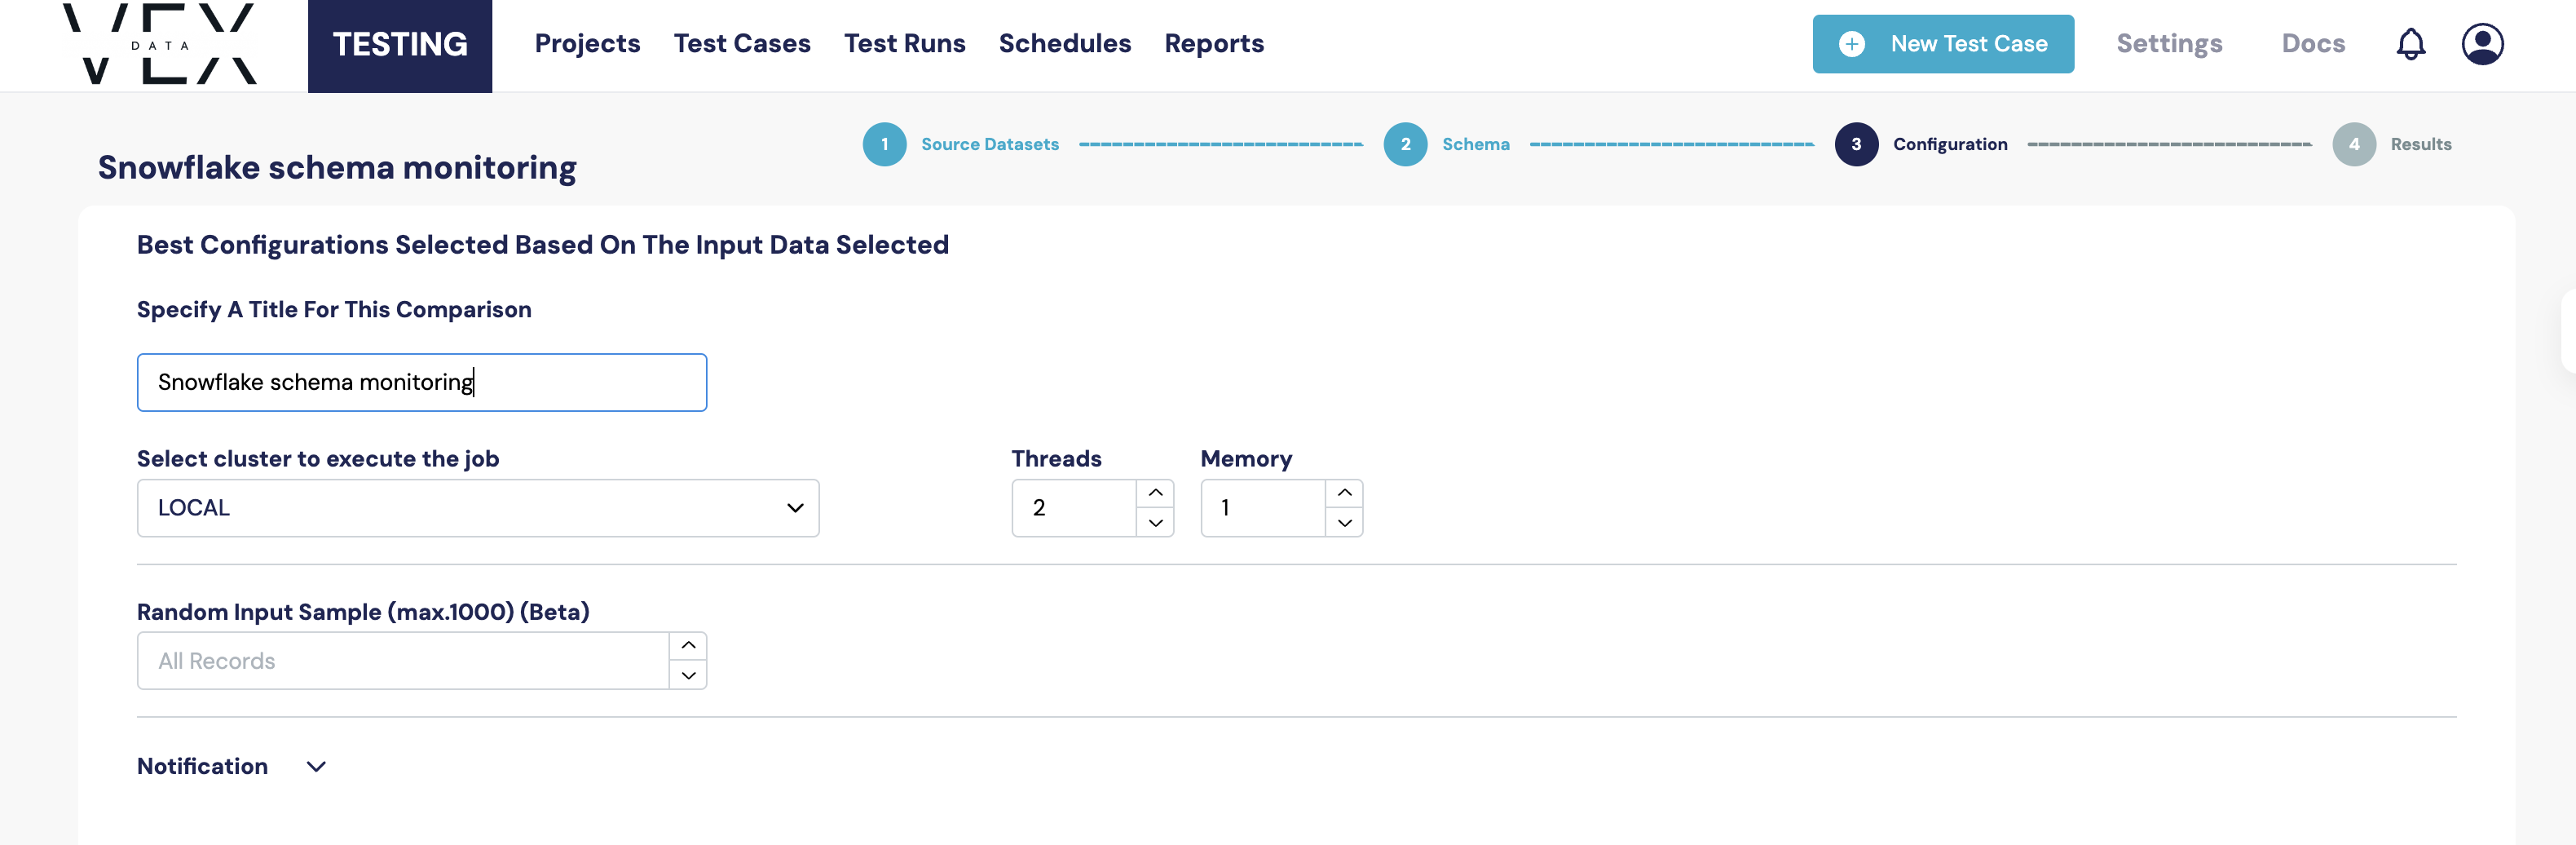 VEX
DATA
TESTING
Projects
Test Cases
Test Runs
Schedules
Reports
New Test Case
Settings
Docs
1 Source Datasets
2 Schema
3 Configuration
4 Results
Snowflake schema monitoring
Best Configurations Selected Based On The Input Data Selected
Specify A Title For This Comparison
Snowflake schema monitoring
Select cluster to execute the job
Threads
Memory
LOCAL
2
1
Random Input Sample (max.1000) (Beta)
All Records
Notification